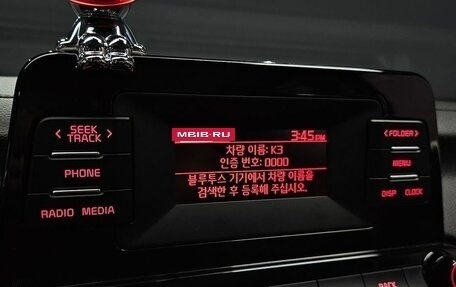 < SEEK >
TRACK
PHONE
RADIO MEDIA
MBIB.RU
3:45 PM
차량 이름: K3
인증 번호: 0000
블루투스 기기에서 차량 이름을
검색한 후 등록해 주십시오.
< FOLDER >
MENU
DISP CLOCK
BACK